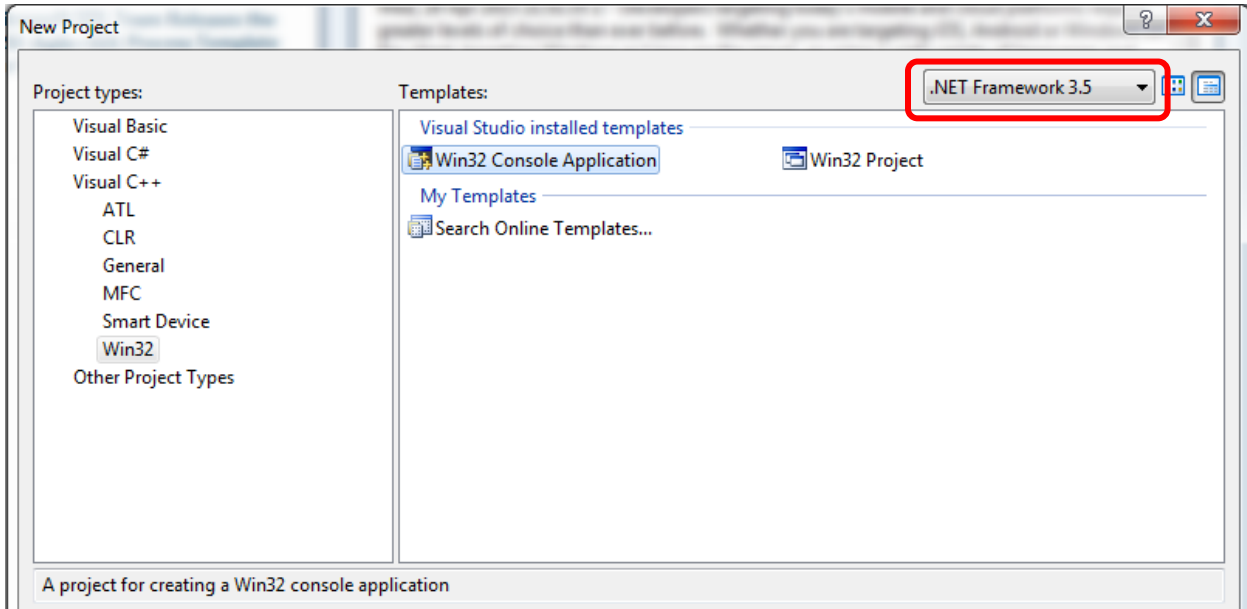 New Project
Project types:
Templates:
.NET Framework 3.5
Visual Basic
Visual C#
Visual C++
ATL
CLR
General
MFC
Smart Device
Win32
Other Project Types
Visual Studio installed templates
Win32 Console Application
Win32 Project
My Templates
Search Online Templates...
A project for creating a Win32 console application